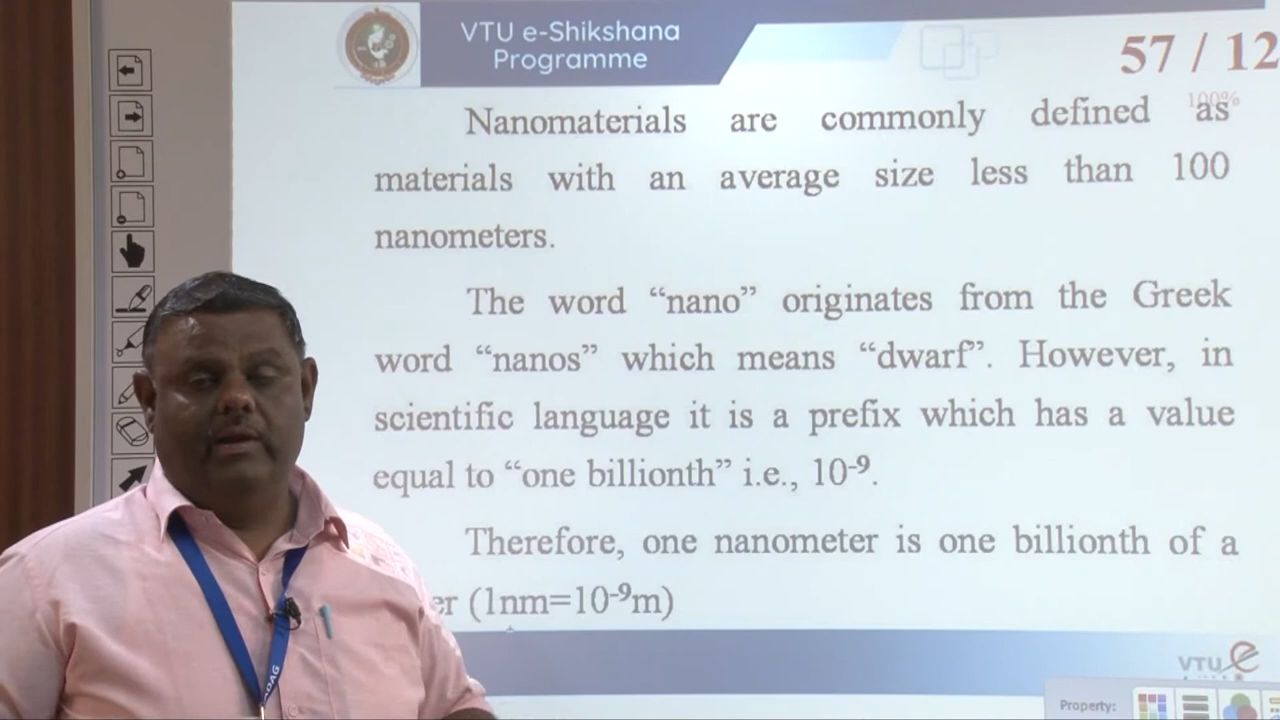 VTU e-Shikshana
Programme
57 / 12
100%
Nanomaterials are commonly defined as
materials with an average size less than 100
nanometers.
The word “nano” originates from the Greek
word “nanos” which means “dwarf”. However, in
scientific language it is a prefix which has a value
equal to “one billionth” i.e., 10⁻⁹.
Therefore, one nanometer is one billionth of a
er (1nm=10⁻⁹m)
DAG
VTU e
Property: